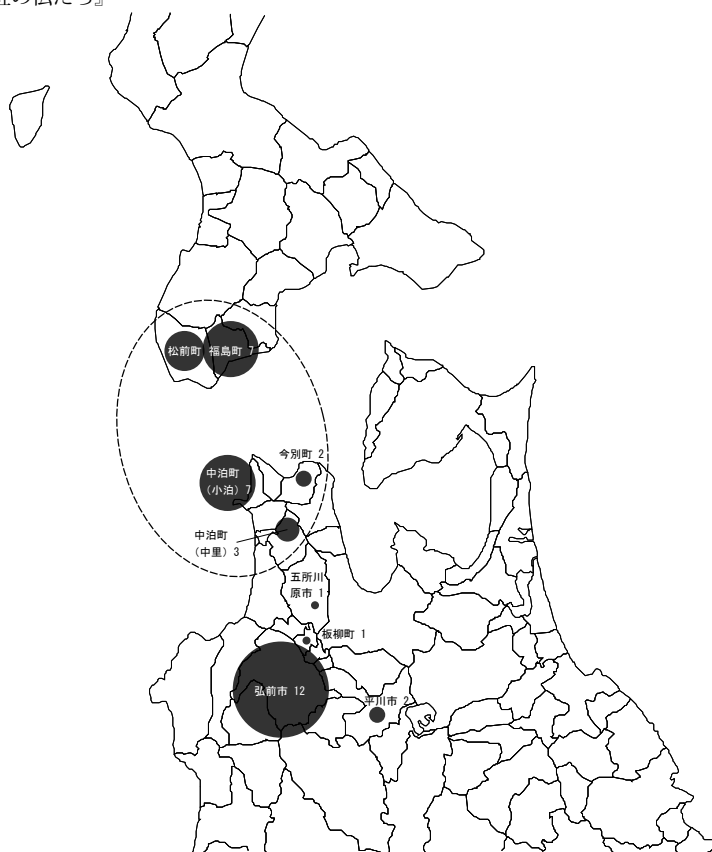 の仏たち』
松前町
福島町 7
今別町 2
中泊町
（小泊）7
中泊町
（中里）3
五所川
原市 1
板柳町 1
弘前市 12
平川市 2